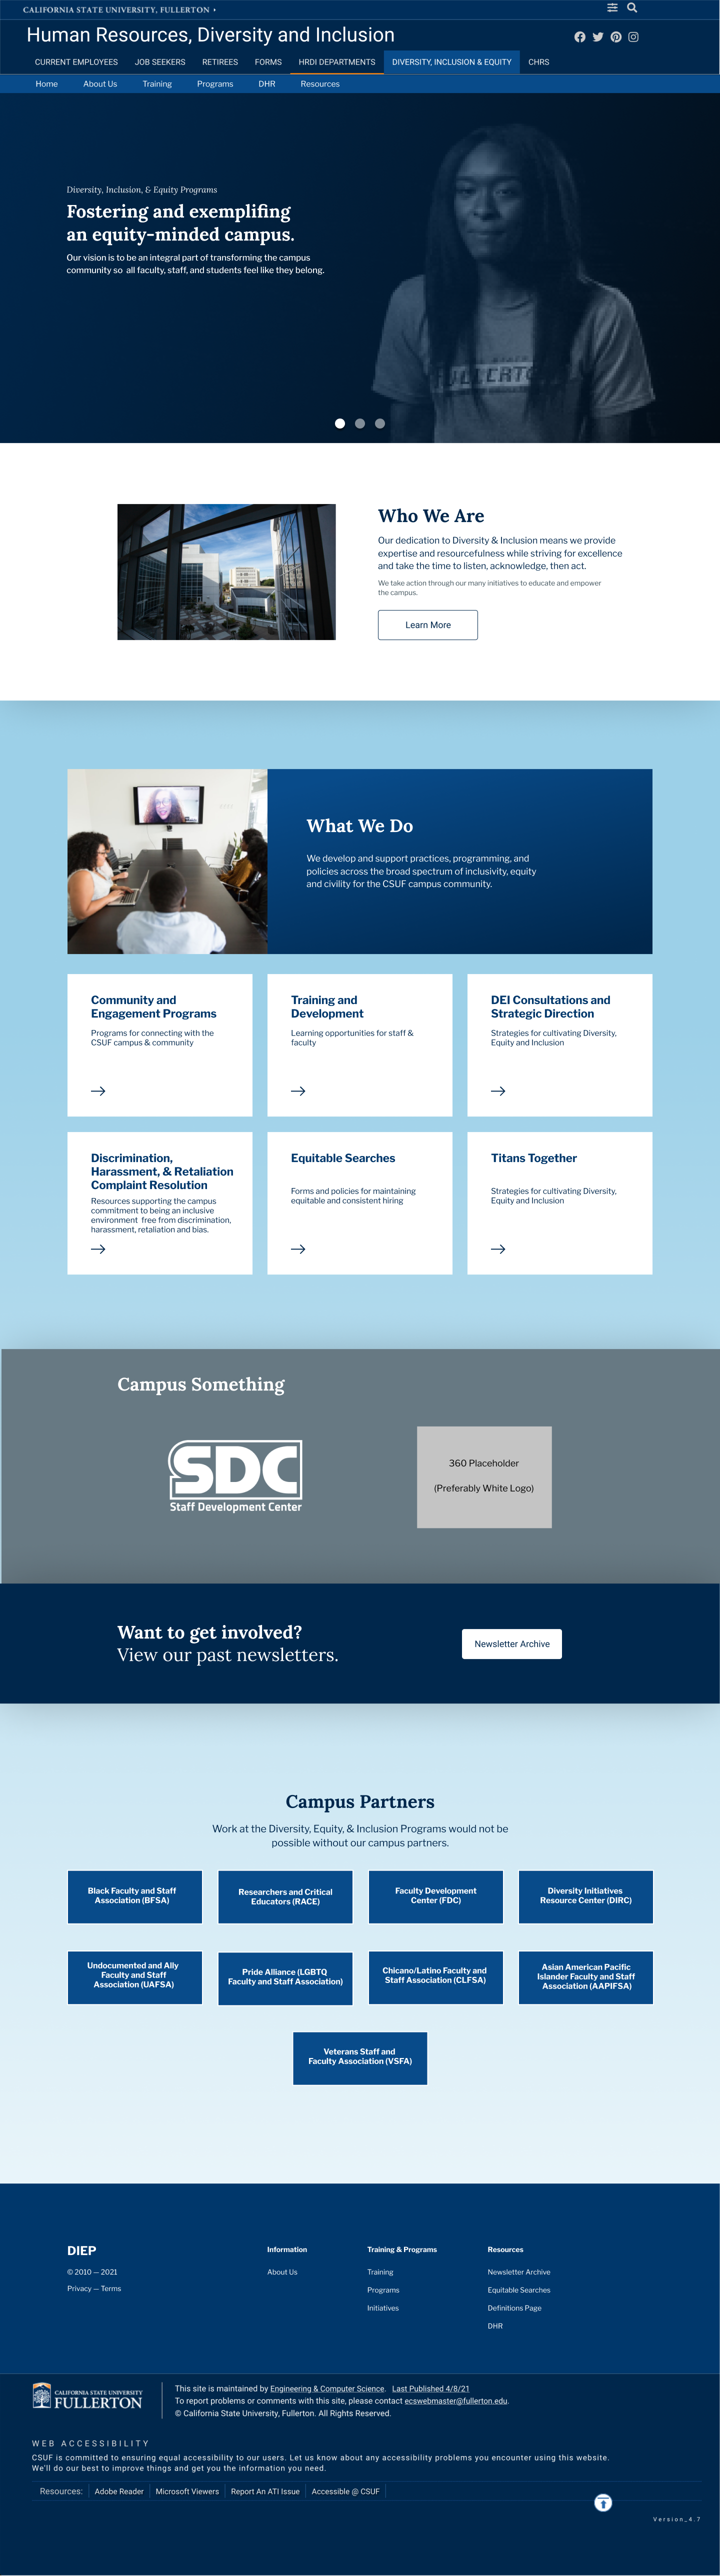 CALIFORNIA STATE UNIVERSITY, FULLERTON
Human Resources, Diversity and Inclusion
CURRENT EMPLOYEES JOB SEEKERS RETIREES FORMS HRDI DEPARTMENTS DIVERSITY, INCLUSION & EQUITY CHRS
Home About Us Training Programs DHR Resources
Diversity, Inclusion, & Equity Programs
Fostering and exemplifing
an equity-minded campus.
Our vision is to be an integral part of transforming the campus
community so all faculty, staff, and students feel like they belong.
FULLERTO
Who We Are
Our dedication to Diversity & Inclusion means we provide
expertise and resourcefulness while striving for excellence
and take the time to listen, acknowledge, then act.
We take action through our many initiatives to educate and empower
the campus.
Learn More
What We Do
We develop and support practices, programming, and
policies across the broad spectrum of inclusivity, equity
and civility for the CSUF campus community.
Community and
Engagement Programs
Programs for connecting with the
CSUF campus & community
Training and
Development
Learning opportunities for staff &
faculty
DEI Consultations and
Strategic Direction
Strategies for cultivating Diversity,
Equity and Inclusion
Discrimination,
Harassment, & Retaliation
Complaint Resolution
Resources supporting the campus
commitment to being an inclusive
environment free from discrimination,
harassment, retaliation and bias.
Equitable Searches
Forms and policies for maintaining
equitable and consistent hiring
Titans Together
Strategies for cultivating Diversity,
Equity and Inclusion
Campus Something
SDC
Staff Development Center
360 Placeholder
(Preferably White Logo)
Want to get involved?
View our past newsletters.
Newsletter Archive
Campus Partners
Work at the Diversity, Equity, & Inclusion Programs would not be
possible without our campus partners.
Black Faculty and Staff
Association (BFSA)
Researchers and Critical
Educators (RACE)
Faculty Development
Center (FDC)
Diversity Initiatives
Resource Center (DIRC)
Undocumented and Ally
Faculty and Staff
Association (UAFSA)
Pride Alliance (LGBTQ
Faculty and Staff Association)
Chicano/Latino Faculty and
Staff Association (CLFSA)
Asian American Pacific
Islander Faculty and Staff
Association (AAPIFSA)
Veterans Staff and
Faculty Association (VSFA)
DIEP
© 2010 — 2021
Privacy — Terms
Information
About Us
Training & Programs
Training
Programs
Initiatives
Resources
Newsletter Archive
Equitable Searches
Definitions Page
DHR
CALIFORNIA STATE UNIVERSITY
FULLERTON
This site is maintained by Engineering & Computer Science. Last Published 4/8/21
To report problems or comments with this site, please contact ecswebmaster@fullerton.edu.
© California State University, Fullerton. All Rights Reserved.
WEB ACCESSIBILITY
CSUF is committed to ensuring equal accessibility to our users. Let us know about any accessibility problems you encounter using this website.
We'll do our best to improve things and get you the information you need.
Resources: Adobe Reader Microsoft Viewers Report An ATI Issue Accessible @ CSUF
Version_4.7